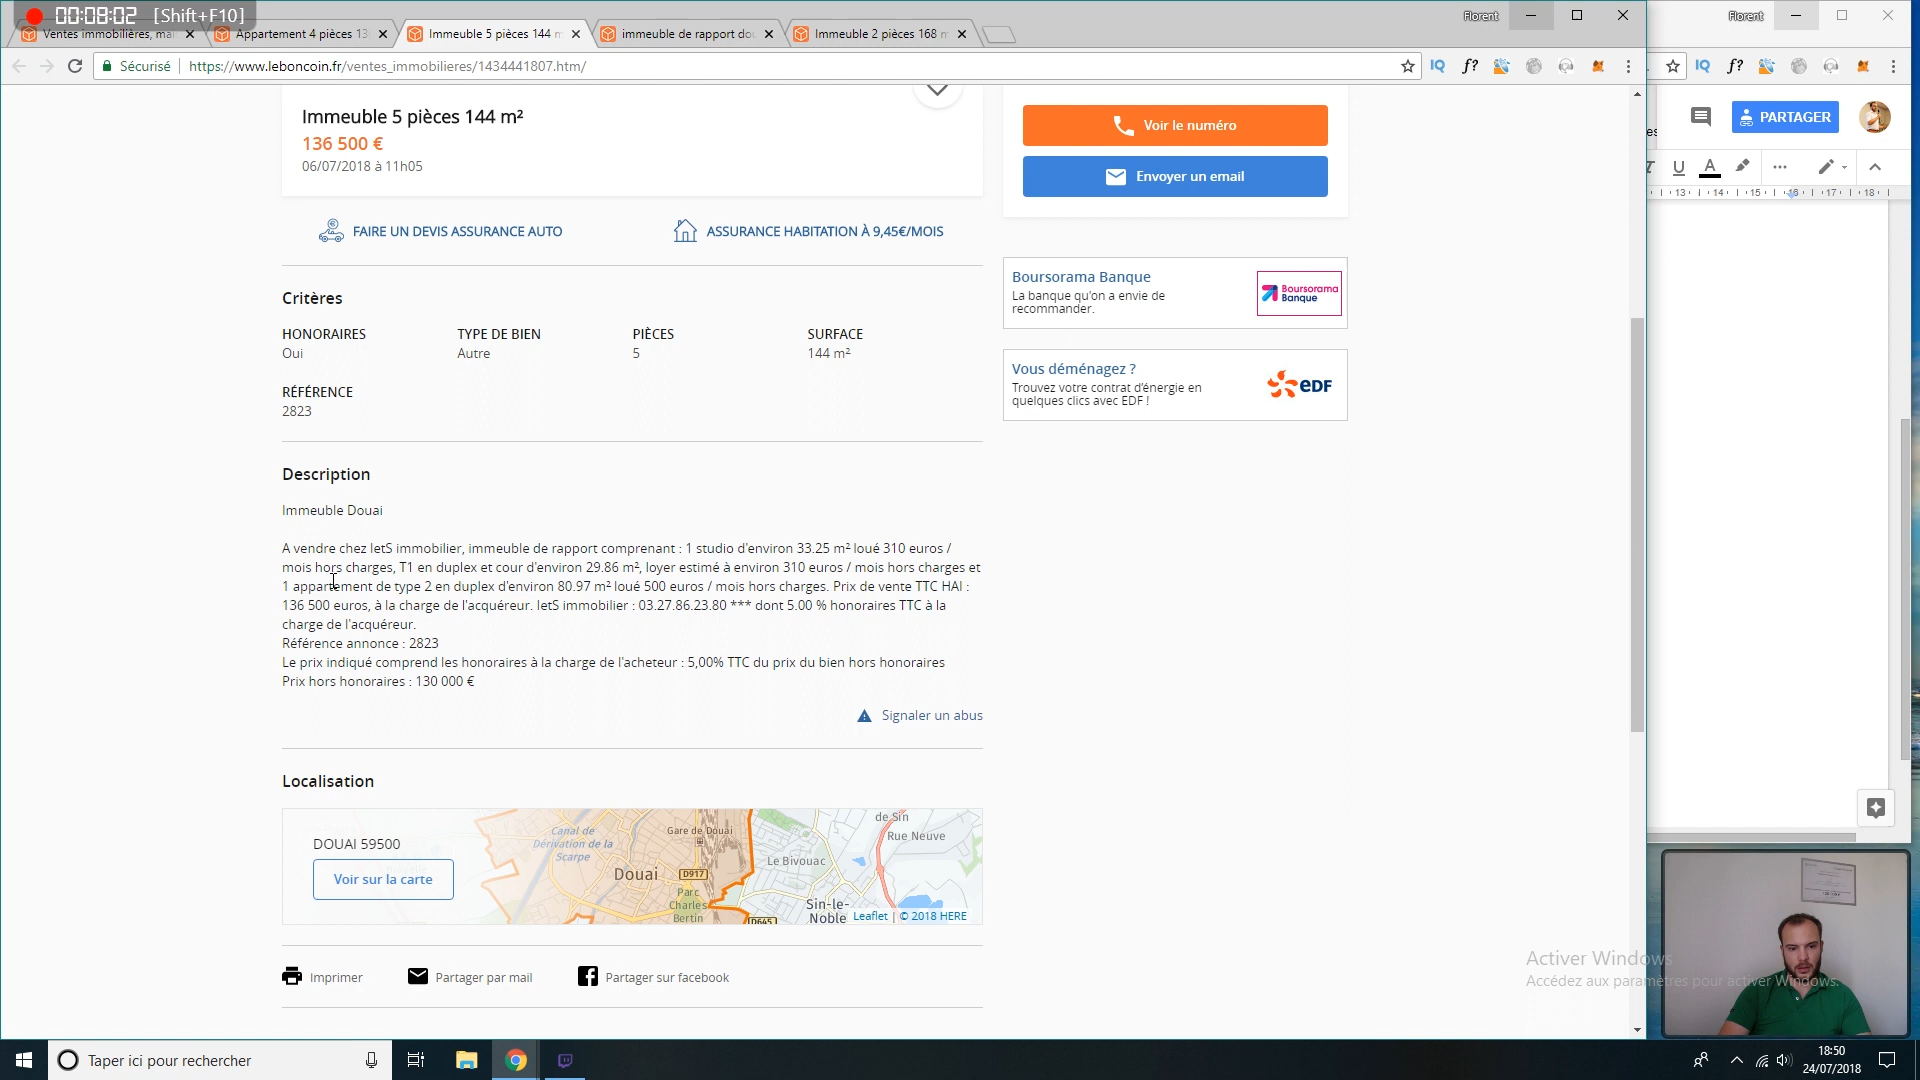 00:08:02 [Shift+F10]
Ventes immobilières, ma
Appartement 4 pièces 13
Immeuble 5 pièces 144 m
immeuble de rapport dou
Immeuble 2 pièces 168 m
Florent
Florent
Sécurisé
https://www.leboncoin.fr/ventes_immobilieres/1434441807.htm/
PARTAGER
es
13 14 15 16 17 18
Immeuble 5 pièces 144 m²
136 500 €
06/07/2018 à 11h05
Voir le numéro
Envoyer un email
FAIRE UN DEVIS ASSURANCE AUTO
ASSURANCE HABITATION À 9,45€/MOIS
Boursorama Banque
La banque qu'on a envie de
recommander.
Boursorama
Banque
Critères
HONORAIRES
Oui
TYPE DE BIEN
Autre
PIÈCES
5
SURFACE
144 m²
RÉFÉRENCE
2823
Vous déménagez ?
Trouvez votre contrat d'énergie en
quelques clics avec EDF !
eDF
Description
Immeuble Douai
A vendre chez letS immobilier, immeuble de rapport comprenant : 1 studio d'environ 33.25 m² loué 310 euros /
mois hors charges, T1 en duplex et cour d'environ 29.86 m², loyer estimé à environ 310 euros / mois hors charges et
1 appartement de type 2 en duplex d'environ 80.97 m² loué 500 euros / mois hors charges. Prix de vente TTC HAI :
136 500 euros, à la charge de l'acquéreur. letS immobilier : 03.27.86.23.80 *** dont 5.00 % honoraires TTC à la
charge de l'acquéreur.
Référence annonce : 2823
Le prix indiqué comprend les honoraires à la charge de l'acheteur : 5,00% TTC du prix du bien hors honoraires
Prix hors honoraires : 130 000 €
Signaler un abus
Localisation
DOUAI 59500
Voir sur la carte
Canal de
Dérivation de la
Scarpe
Gare de Douai
Douai
D917
Parc
Charles
Bertin
D645
Le Bivouac
de Sin
Rue Neuve
Sin-le-
Noble
Leaflet | © 2018 HERE
Imprimer
Partager par mail
Partager sur facebook
Activer Windows
Accédez aux paramètres pour activer Windows.
Taper ici pour rechercher
18:50
24/07/2018